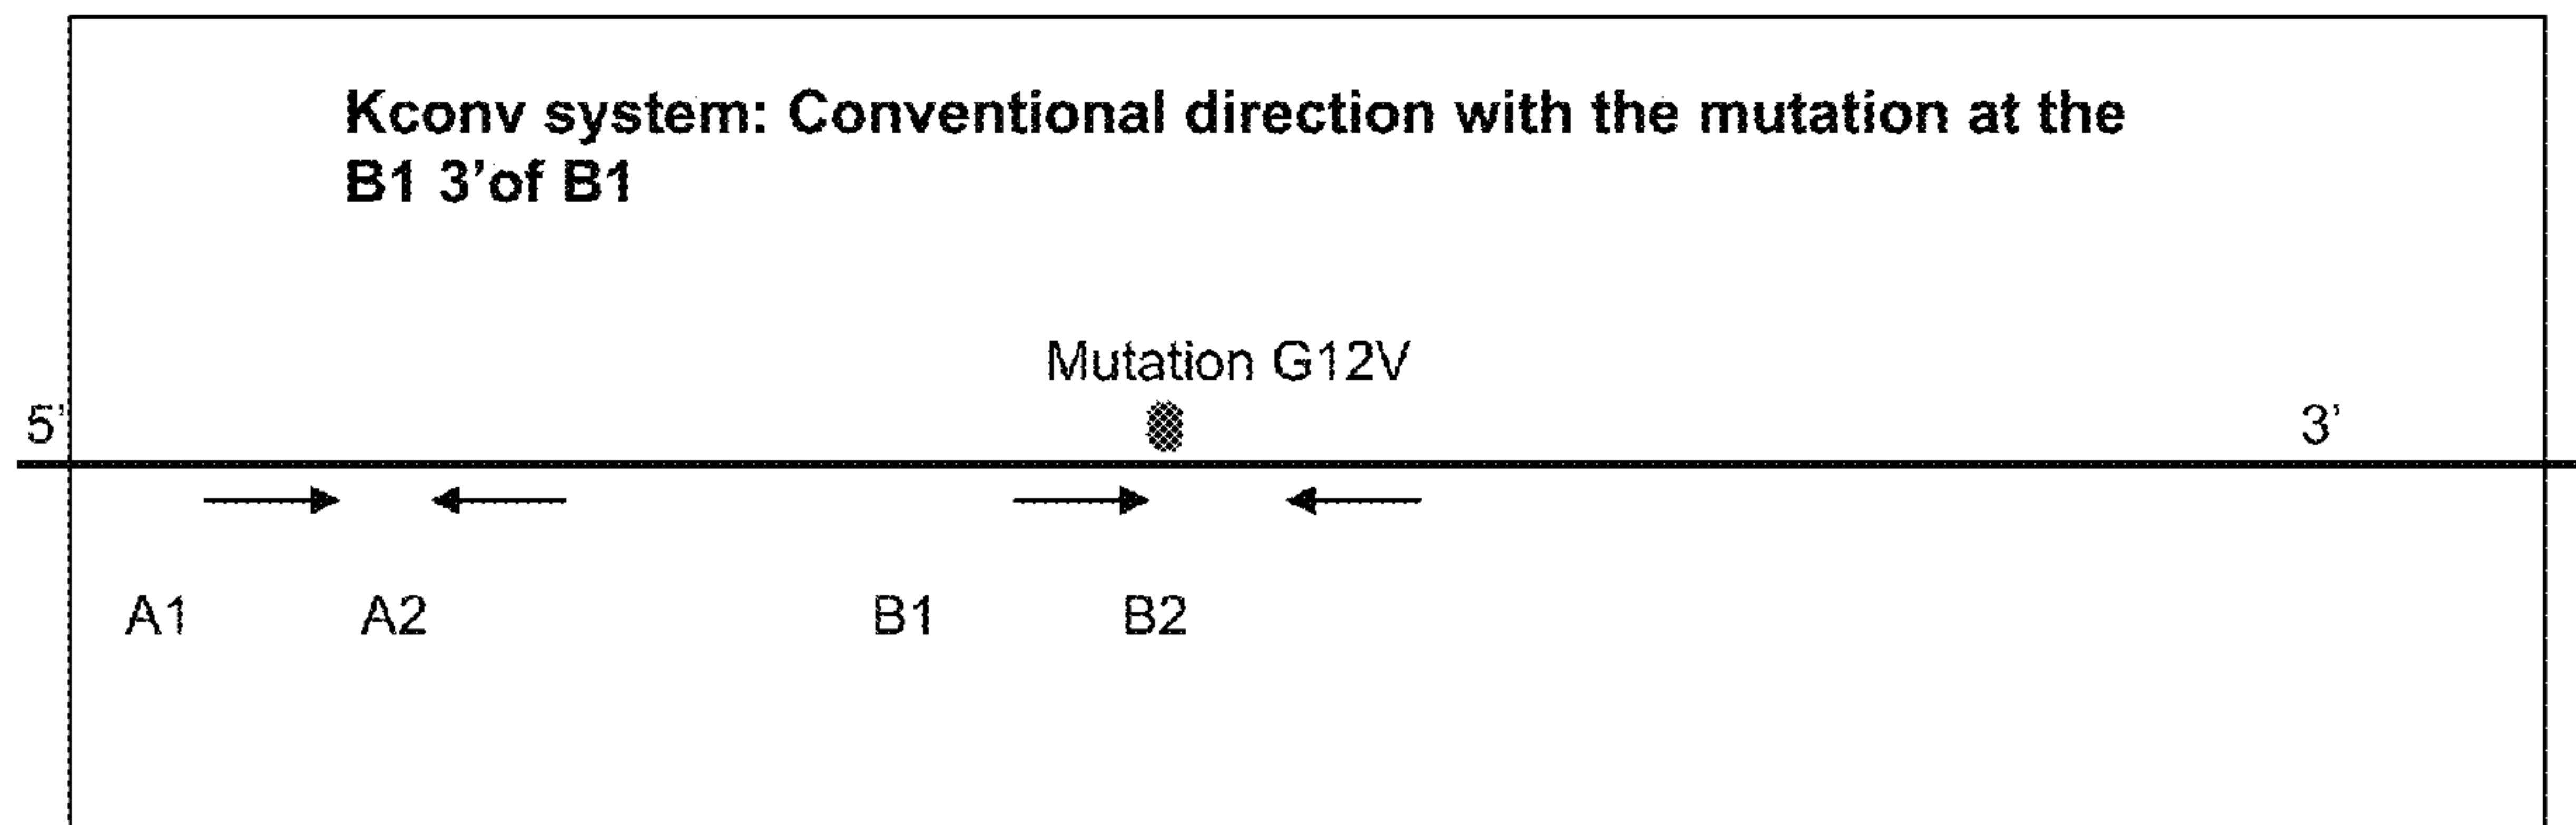 Kconv system: Conventional direction with the mutation at the
B1 3'of B1
Mutation G12V
5' 3'
A1 A2 B1 B2